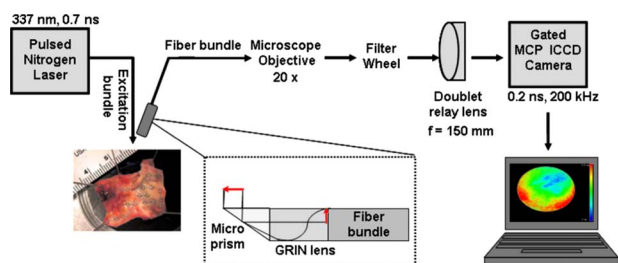 337 nm, 0.7 ns
Pulsed
Nitrogen
Laser
Excitation
bundle
Fiber bundle
Microscope
Objective
20 x
Filter
Wheel
Doublet
relay lens
f = 150 mm
Gated
MCP ICCD
Camera
0.2 ns, 200 kHz
Micro
prism
GRIN lens
Fiber
bundle